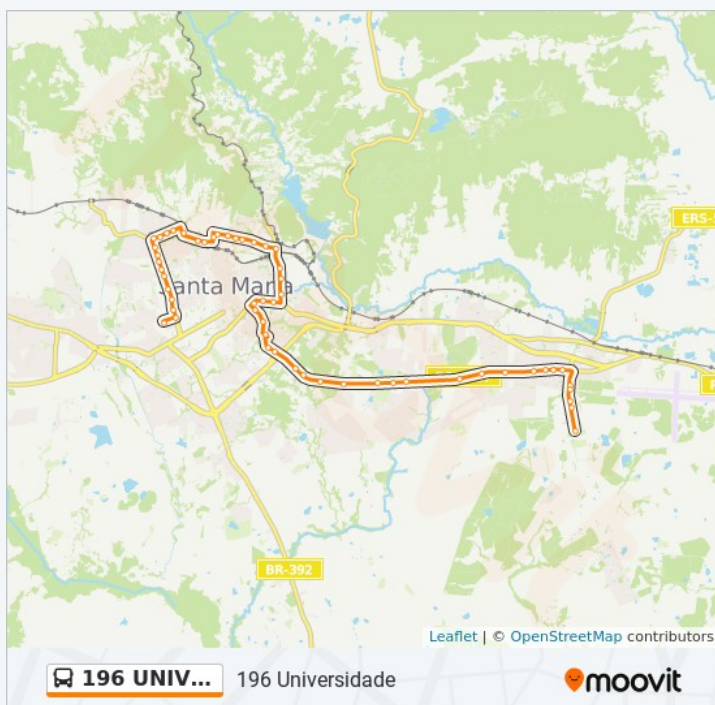 ERS-
Santa Maria
BR-392
Leaflet | © OpenStreetMap contributors
196 UNIV...
196 Universidade
moovit